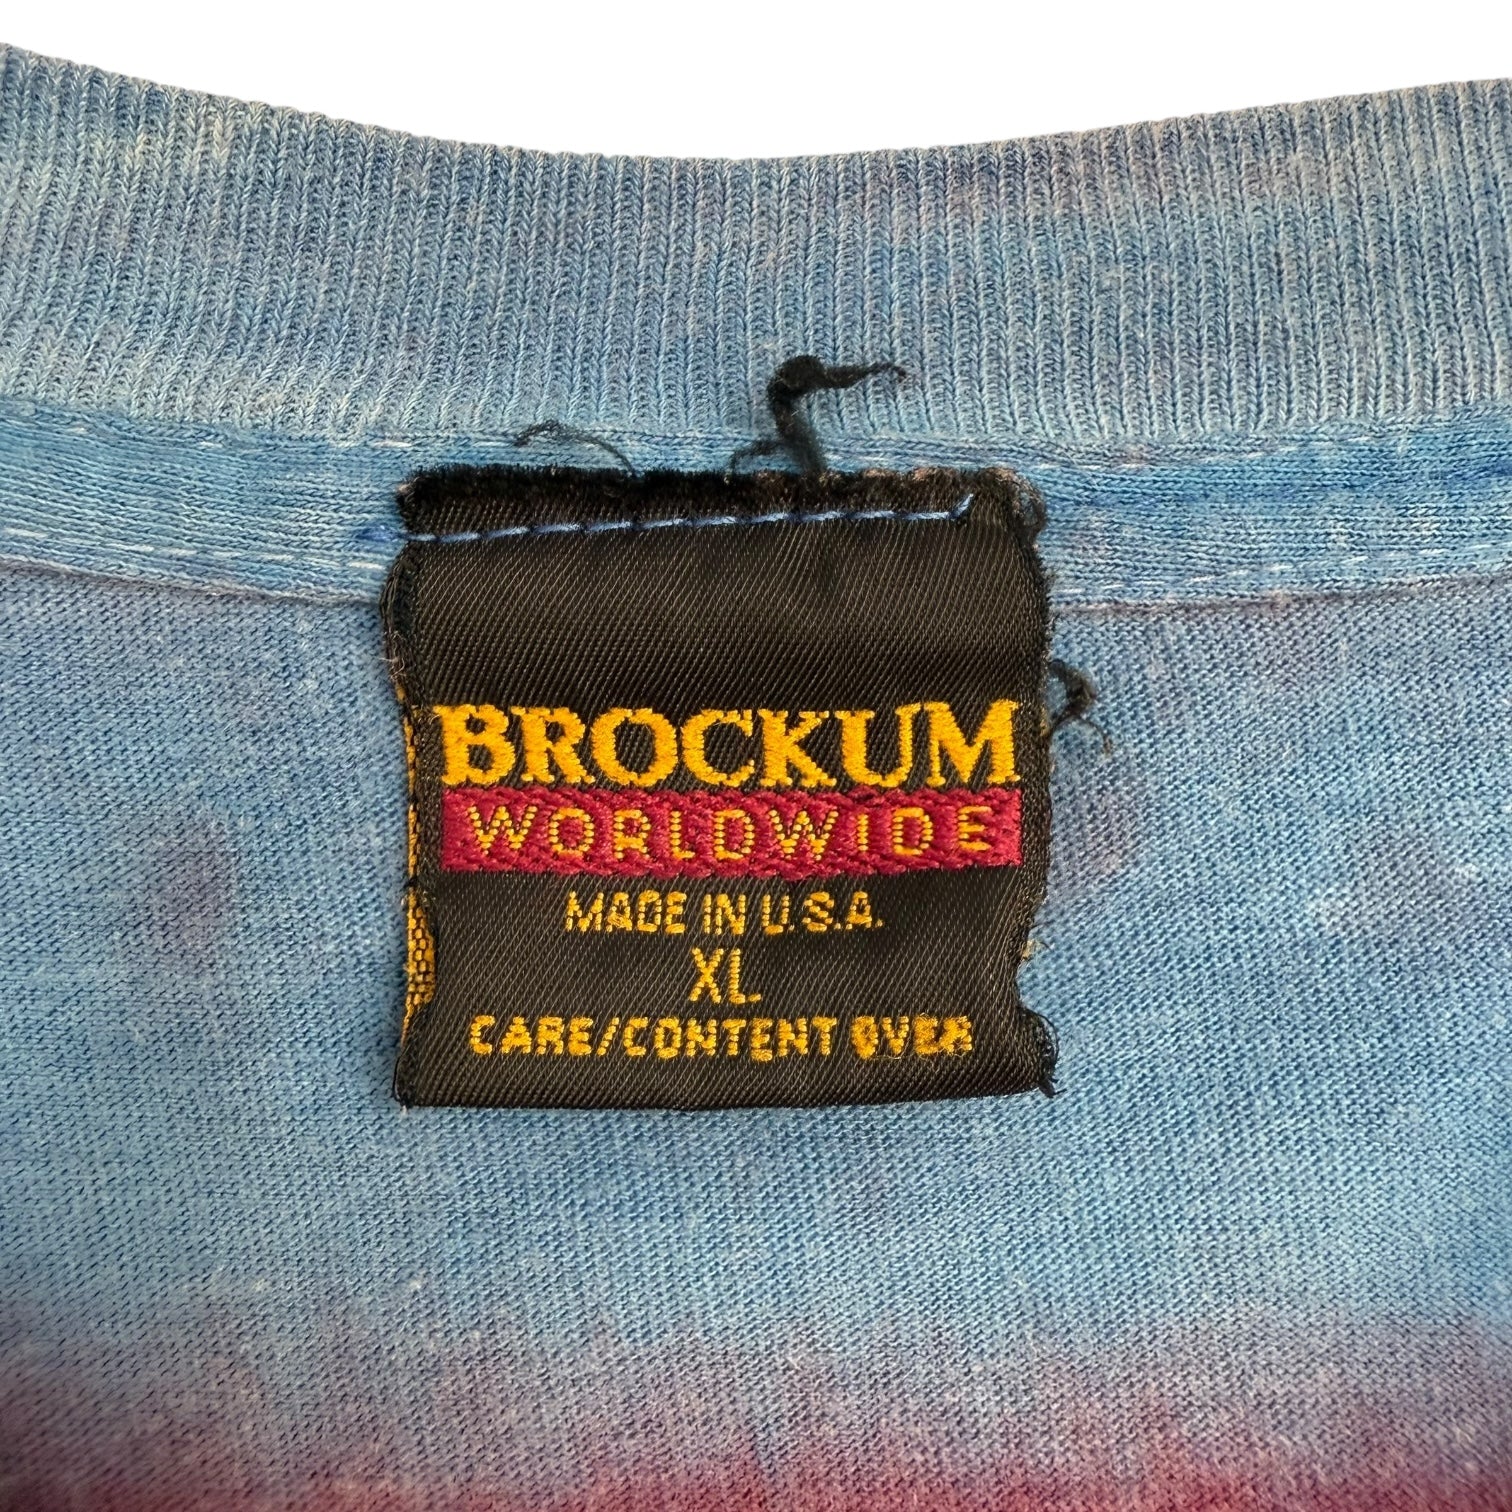 BROCKUM
WORLDWIDE
MADE IN U.S.A.
XL
CARE/CONTENT OVER